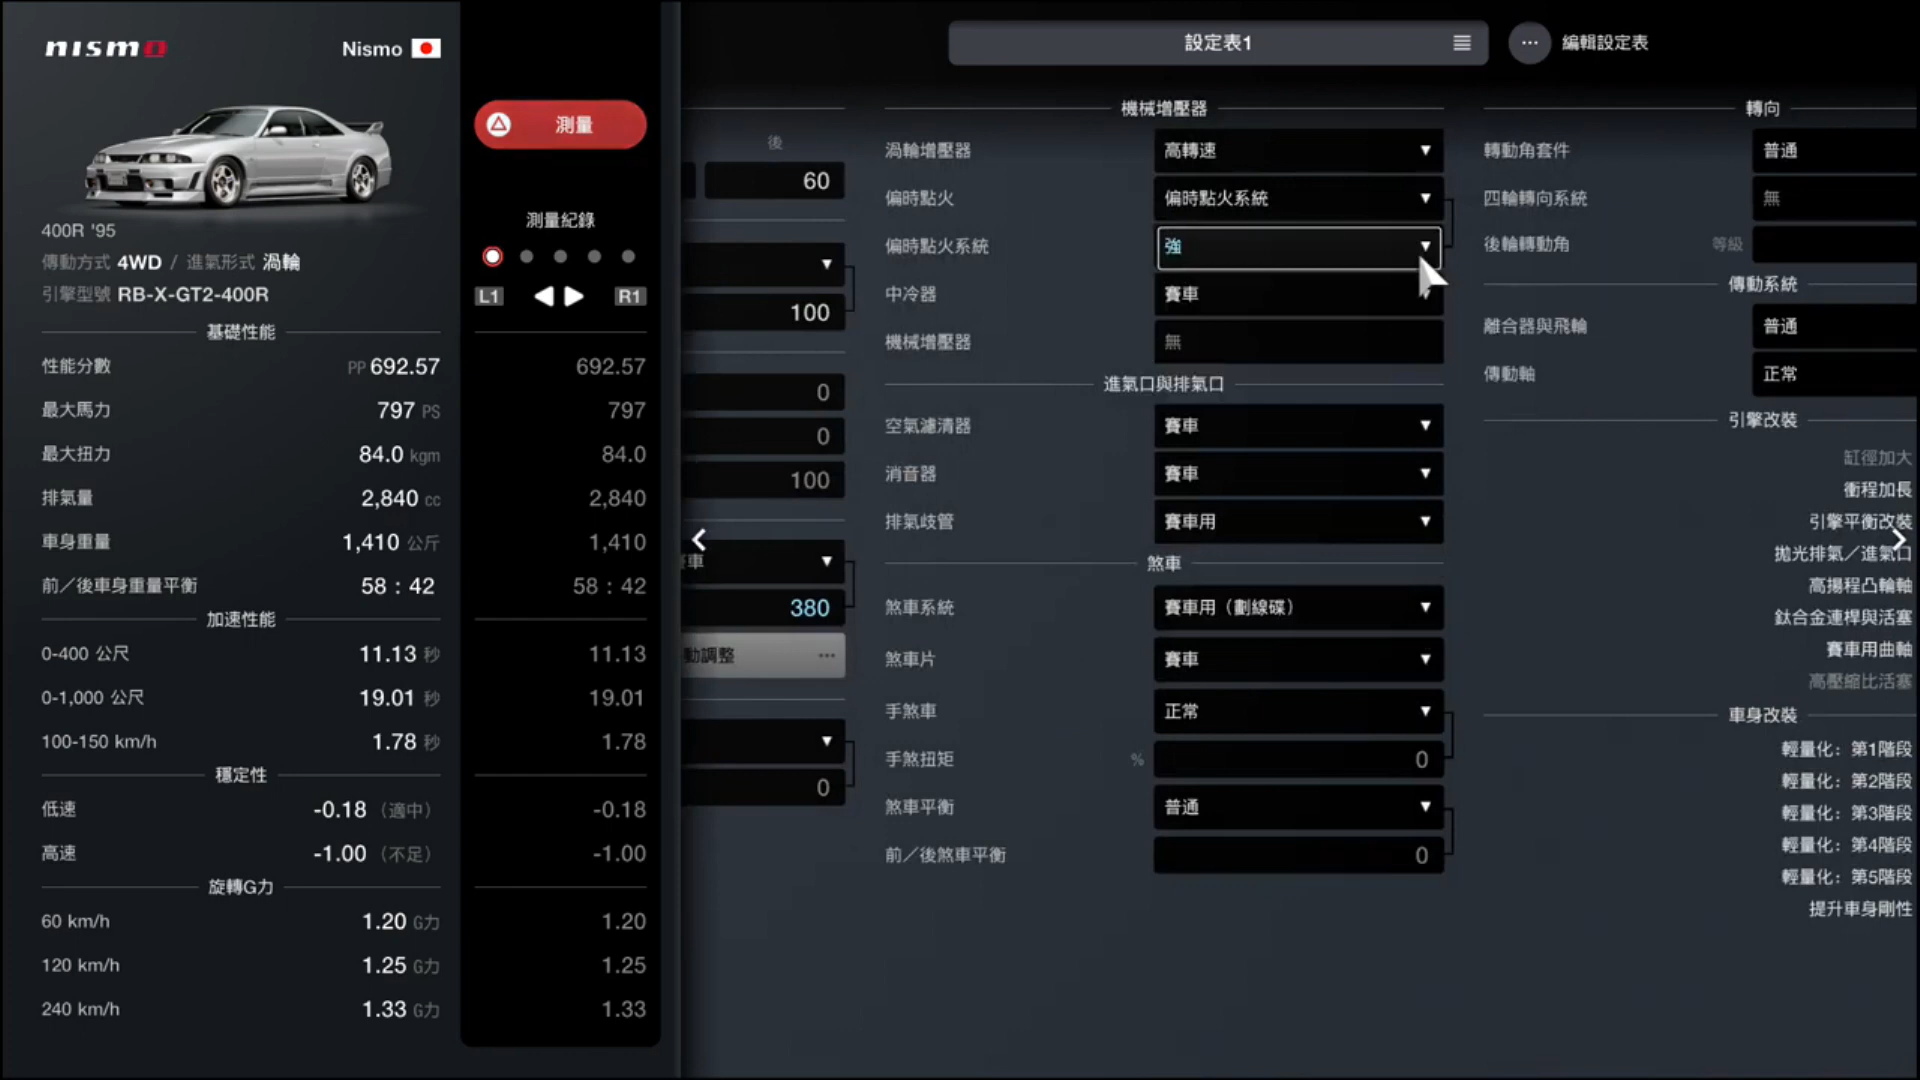 nismo
Nismo
400R '95
傳動方式 4WD / 進氣形式 渦輪
引擎型號 RB-X-GT2-400R
基礎性能
性能分數 PP 692.57
最大馬力 797 PS
最大扭力 84.0 kgm
排氣量 2,840 cc
車身重量 1,410 公斤
前／後車身重量平衡 58 : 42
加速性能
0-400 公尺 11.13 秒
0-1,000 公尺 19.01 秒
100-150 km/h 1.78 秒
穩定性
低速 -0.18 （適中）
高速 -1.00 （不足）
旋轉G力
60 km/h 1.20 G力
120 km/h 1.25 G力
240 km/h 1.33 G力
測量
測量紀錄
L1 R1
692.57
797
84.0
2,840
1,410
58 : 42
11.13
19.01
1.78
-0.18
-1.00
1.20
1.25
1.33
設定表1
編輯設定表
後
60
100
0
0
100
車
380
動調整
0
機械增壓器
渦輪增壓器 高轉速
偏時點火 偏時點火系統
偏時點火系統 強
中冷器 賽車
機械增壓器 無
進氣口與排氣口
空氣濾清器 賽車
消音器 賽車
排氣歧管 賽車用
煞車
煞車系統 賽車用（劃線碟）
煞車片 賽車
手煞車 正常
手煞扭矩 % 0
煞車平衡 普通
前／後煞車平衡 0
轉向
轉動角套件 普通
四輪轉向系統 無
後輪轉動角 等級
傳動系統
離合器與飛輪 普通
傳動軸 正常
引擎改裝
缸徑加大
衝程加長
引擎平衡改裝
拋光排氣／進氣口
高揚程凸輪軸
鈦合金連桿與活塞
賽車用曲軸
高壓縮比活塞
車身改裝
輕量化：第1階段
輕量化：第2階段
輕量化：第3階段
輕量化：第4階段
輕量化：第5階段
提升車身剛性